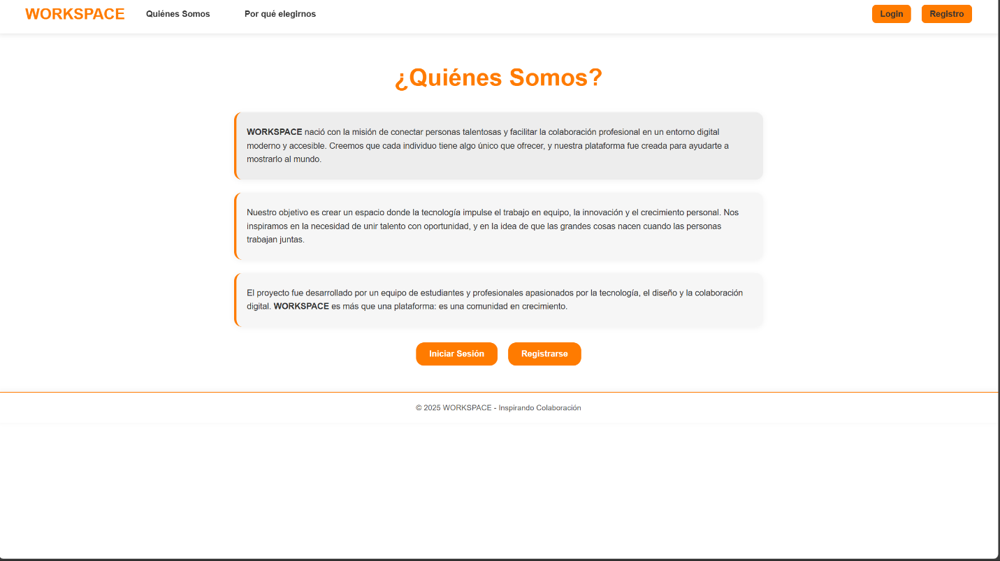 WORKSPACE Quiénes Somos Por qué elegirnos Login Registro
¿Quiénes Somos?
WORKSPACE nació con la misión de conectar personas talentosas y facilitar la colaboración profesional en un entorno digital
moderno y accesible. Creemos que cada individuo tiene algo único que ofrecer, y nuestra plataforma fue creada para ayudarte a
mostrarlo al mundo.
Nuestro objetivo es crear un espacio donde la tecnología impulse el trabajo en equipo, la innovación y el crecimiento personal. Nos
inspiramos en la necesidad de unir talento con oportunidad, y en la idea de que las grandes cosas nacen cuando las personas
trabajan juntas.
El proyecto fue desarrollado por un equipo de estudiantes y profesionales apasionados por la tecnología, el diseño y la colaboración
digital. WORKSPACE es más que una plataforma: es una comunidad en crecimiento.
Iniciar Sesión Registrarse
© 2025 WORKSPACE - Inspirando Colaboración